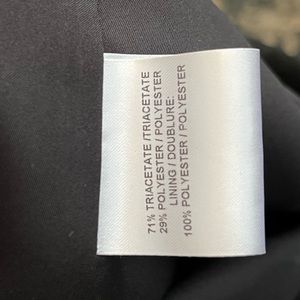 71% TRIACETATE /TRIACETATE
29% POLYESTER / POLYESTER
LINING / DOUBLURE:
100% POLYESTER / POLYESTER